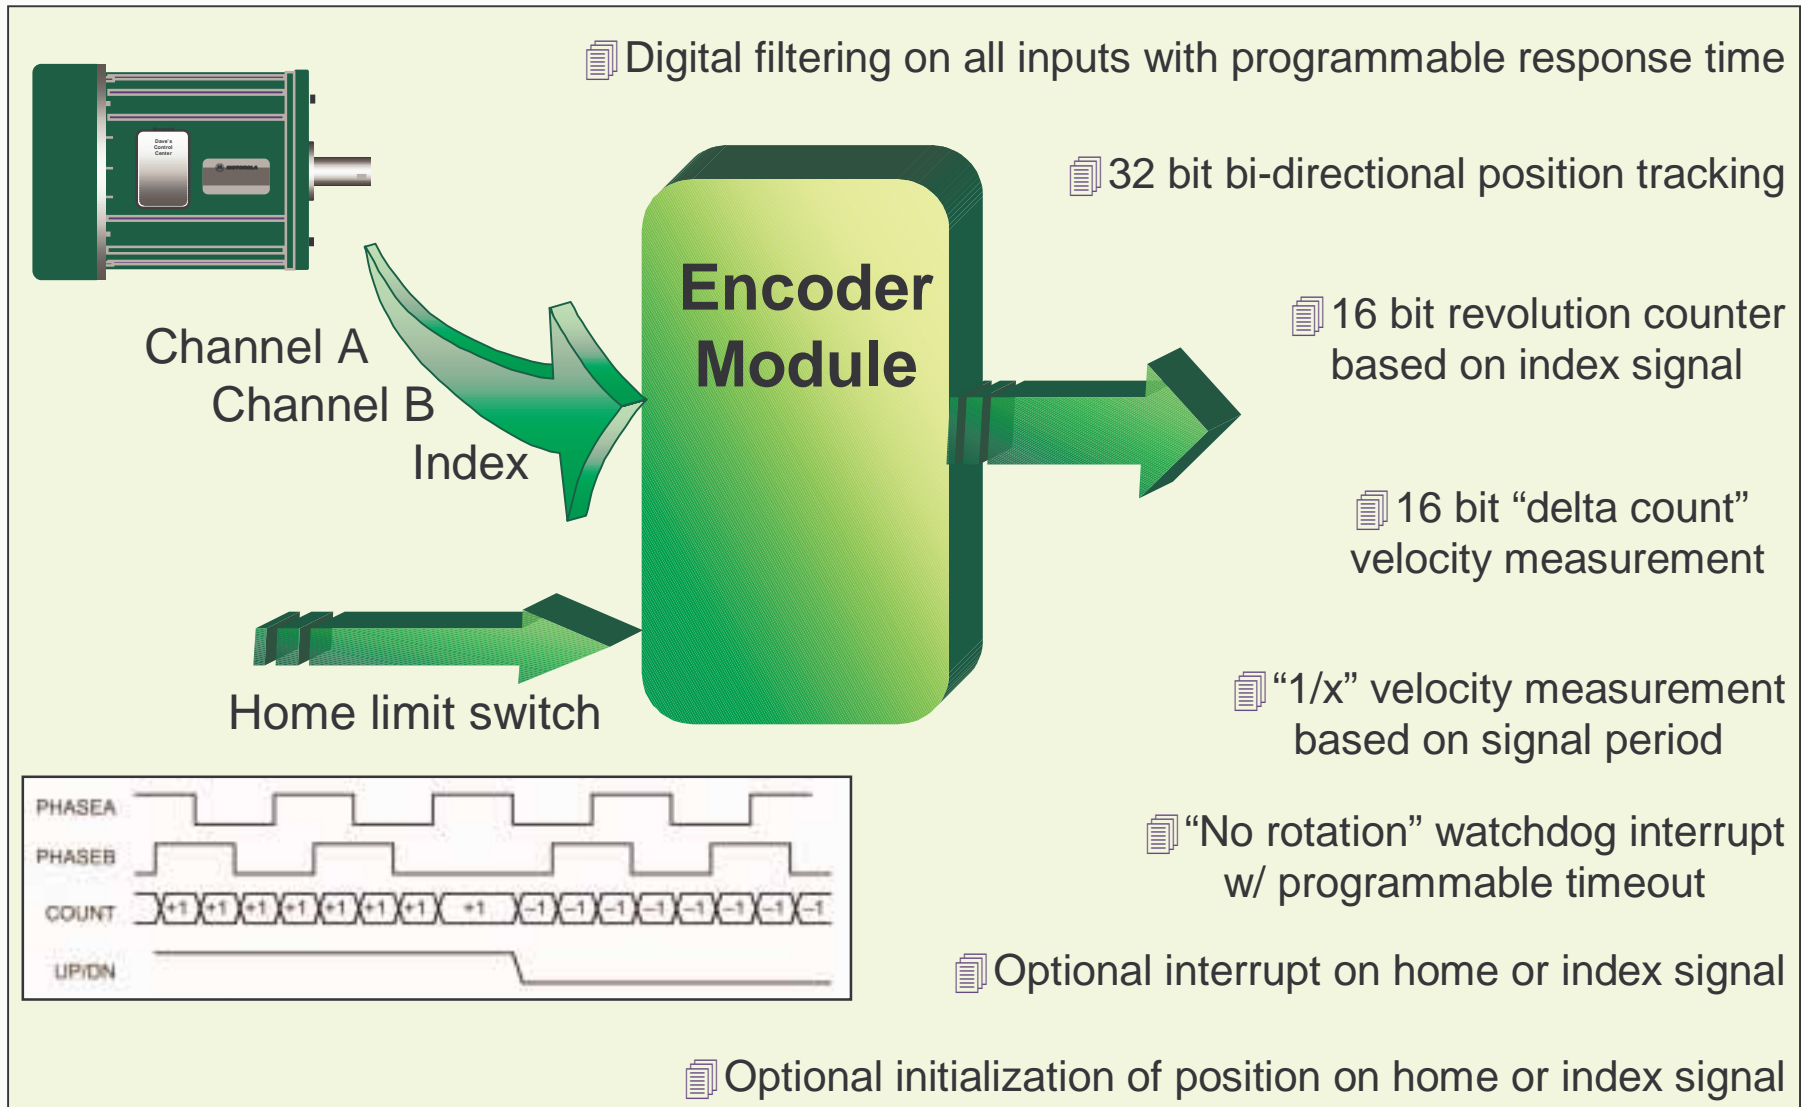 Digital filtering on all inputs with programmable response time
Dave's
Control
Center
MOTOROLA
32 bit bi-directional position tracking
Encoder
Module
16 bit revolution counter
based on index signal
Channel A
Channel B
Index
16 bit “delta count”
velocity measurement
Home limit switch
“1/x” velocity measurement
based on signal period
PHASEA
PHASEB
COUNT +1 +1 +1 +1 +1 +1 +1 +1 –1 –1 –1 –1 –1 –1 –1 –1
UP/DN
“No rotation” watchdog interrupt
w/ programmable timeout
Optional interrupt on home or index signal
Optional initialization of position on home or index signal